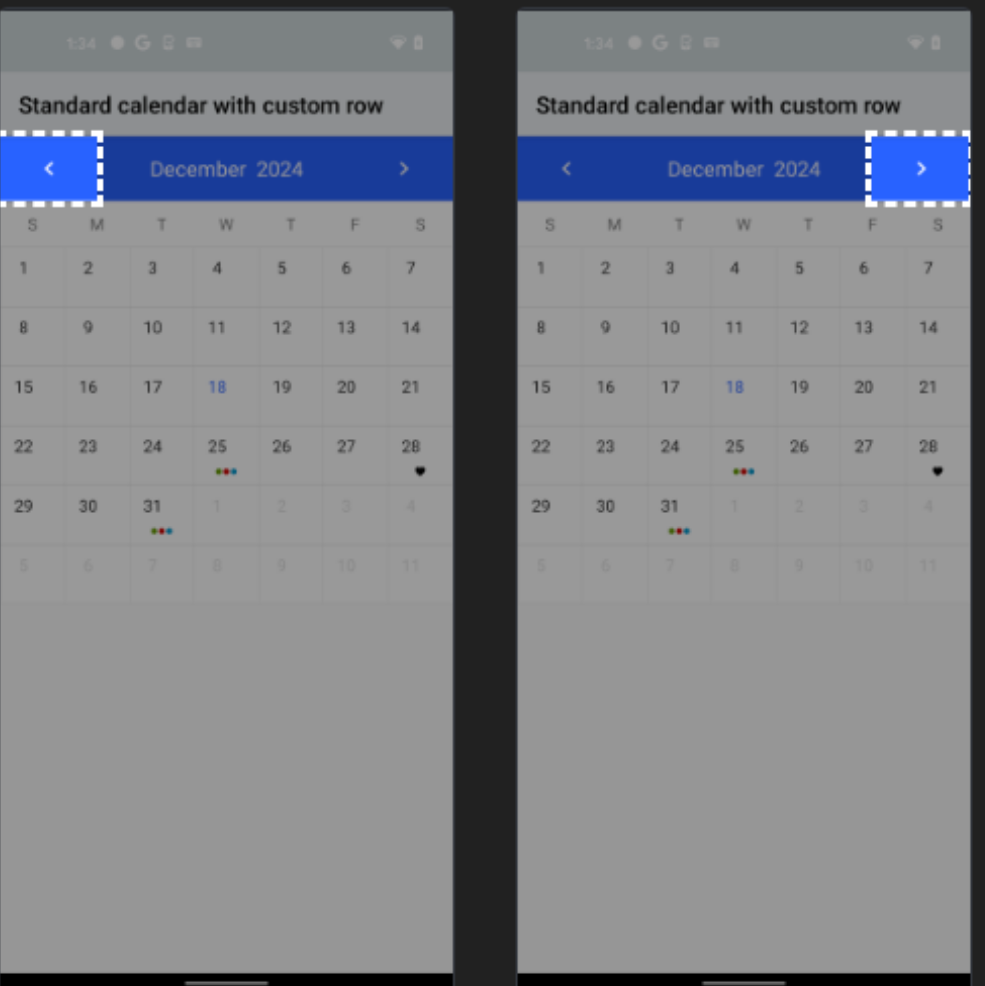 1:34 G
Standard calendar with custom row
December 2024
S M T W T F S
1 2 3 4 5 6 7
8 9 10 11 12 13 14
15 16 17 18 19 20 21
22 23 24 25 26 27 28
29 30 31 1 2 3 4
5 6 7 8 9 10 11
1:34 G
Standard calendar with custom row
December 2024
S M T W T F S
1 2 3 4 5 6 7
8 9 10 11 12 13 14
15 16 17 18 19 20 21
22 23 24 25 26 27 28
29 30 31 1 2 3 4
5 6 7 8 9 10 11